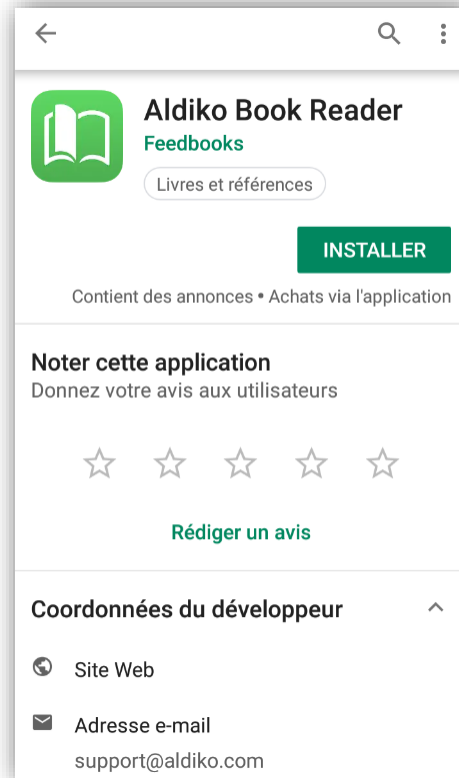 Aldiko Book Reader
Feedbooks
Livres et références
INSTALLER
Contient des annonces • Achats via l'application
Noter cette application
Donnez votre avis aux utilisateurs
Rédiger un avis
Coordonnées du développeur
Site Web
Adresse e-mail
support@aldiko.com